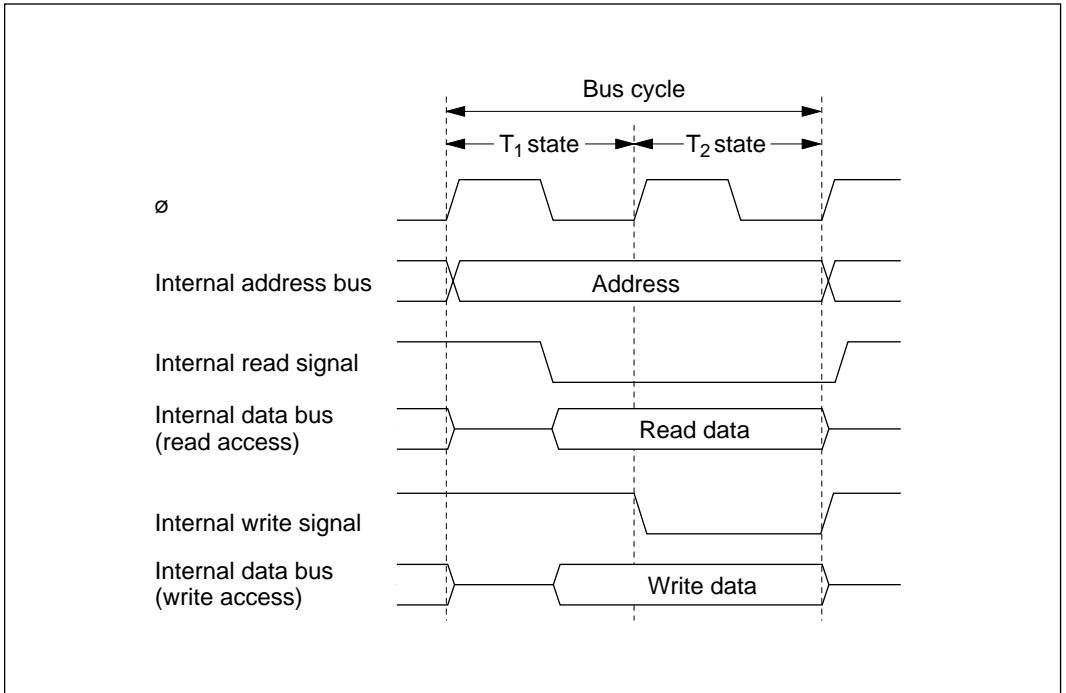 Bus cycle
T1 state
T2 state
ø
Internal address bus
Address
Internal read signal
Internal data bus
(read access)
Read data
Internal write signal
Internal data bus
(write access)
Write data